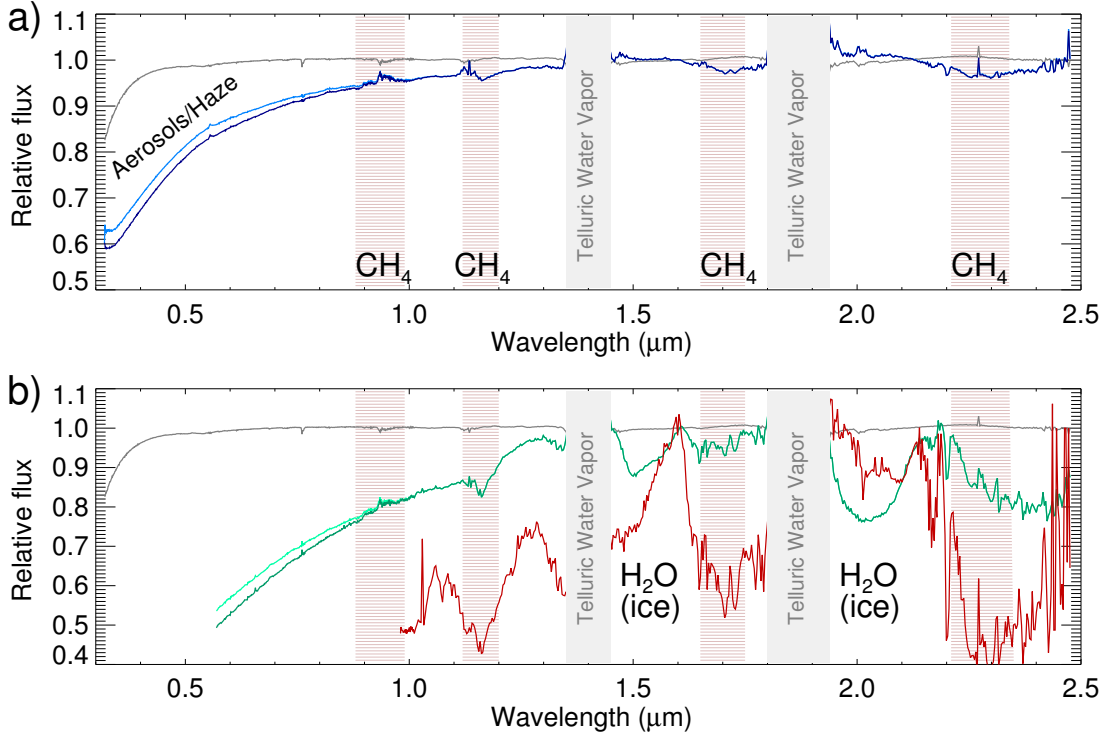 a)
1.1
1.0
0.9
0.8
0.7
0.6
0.5
Relative flux
Aerosols/Haze
Telluric Water Vapor
Telluric Water Vapor
CH4 CH4 CH4 CH4
0.5 1.0 1.5 2.0 2.5
Wavelength (μm)
b)
1.1
1.0
0.9
0.8
0.7
0.6
0.5
0.4
Relative flux
Telluric Water Vapor
Telluric Water Vapor
H2O H2O
(ice) (ice)
0.5 1.0 1.5 2.0 2.5
Wavelength (μm)